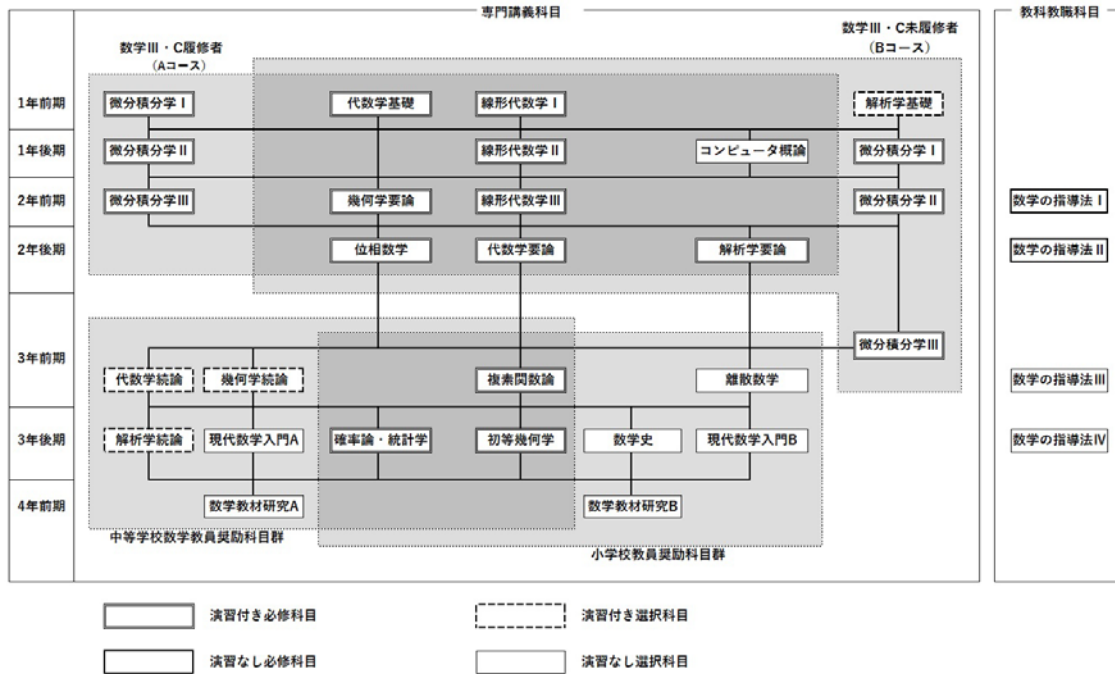 専門講義科目
教科教職科目
数学III・C履修者
(Aコース)
数学III・C未履修者
(Bコース)
1年前期
微分積分学 I
代数学基礎
線形代数学 I
解析学基礎
1年後期
微分積分学II
線形代数学II
コンピュータ概論
微分積分学 I
2年前期
微分積分学III
幾何学要論
線形代数学III
微分積分学II
数学の指導法 I
2年後期
位相数学
代数学要論
解析学要論
数学の指導法II
3年前期
微分積分学III
代数学続論
幾何学続論
複素関数論
離散数学
数学の指導法III
3年後期
解析学続論
現代数学入門A
確率論・統計学
初等幾何学
数学史
現代数学入門B
数学の指導法IV
4年前期
数学教材研究A
数学教材研究B
中等学校数学教員奨励科目群
小学校教員奨励科目群
演習付き必修科目
演習付き選択科目
演習なし必修科目
演習なし選択科目